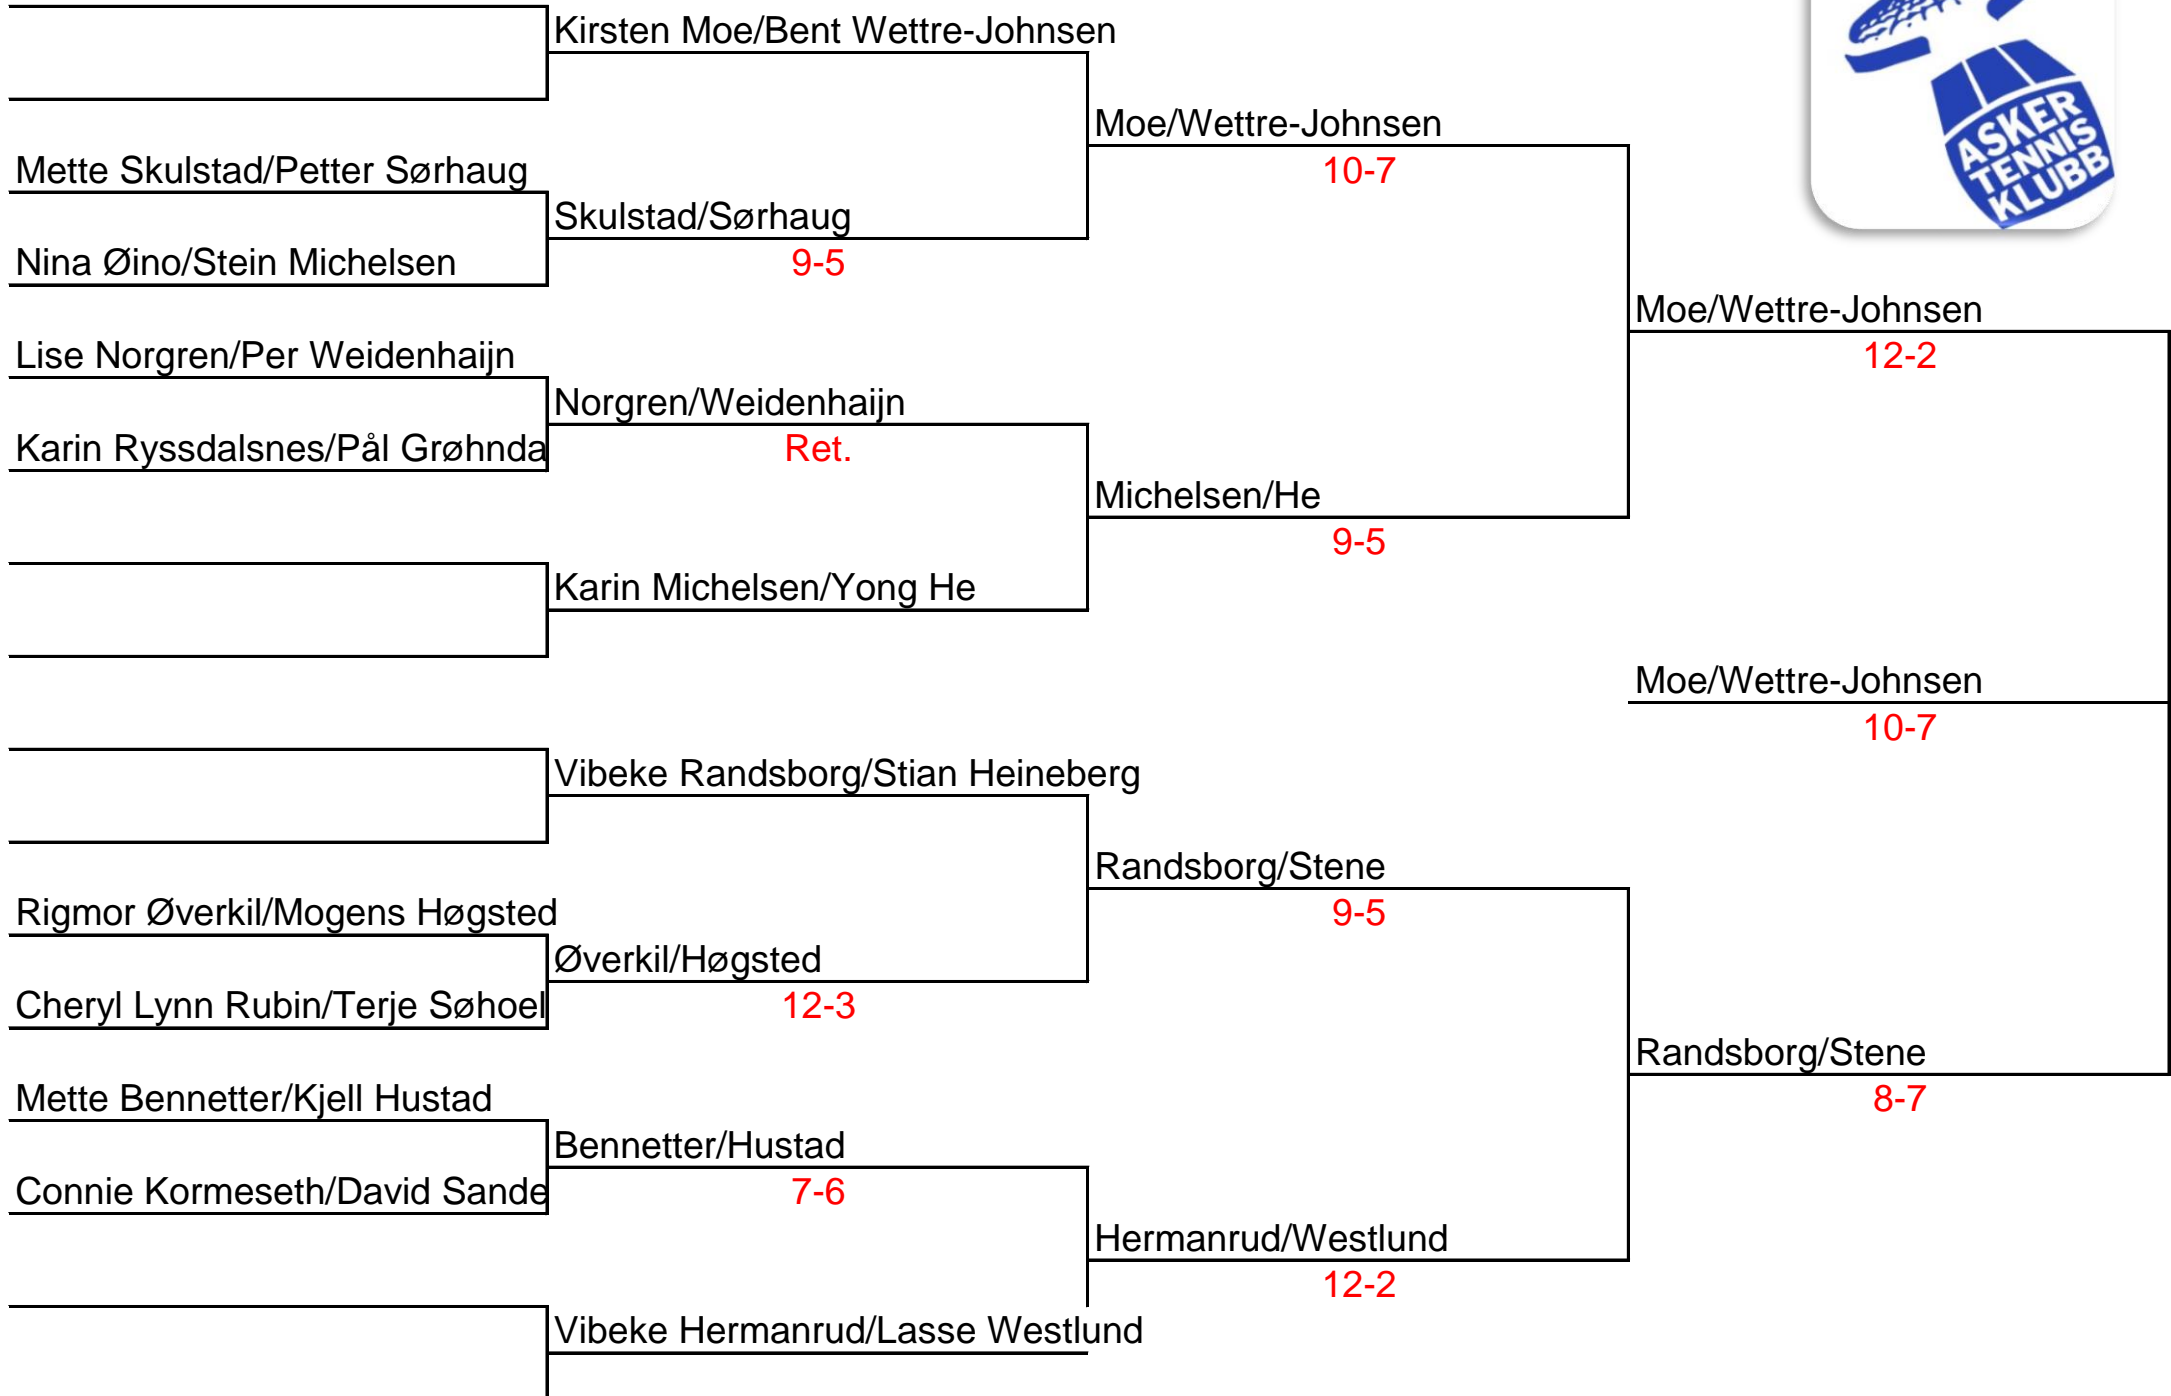 Kirsten Moe/Bent Wettre-Johnsen
Moe/Wettre-Johnsen
10-7
Mette Skulstad/Petter Sørhaug
Skulstad/Sørhaug
9-5
Nina Øino/Stein Michelsen
Moe/Wettre-Johnsen
12-2
Lise Norgren/Per Weidenhaijn
Norgren/Weidenhaijn
Ret.
Karin Ryssdalsnes/Pål Grøhnda
Michelsen/He
9-5
Karin Michelsen/Yong He
Moe/Wettre-Johnsen
10-7
Vibeke Randsborg/Stian Heineberg
Randsborg/Stene
9-5
Rigmor Øverkil/Mogens Høgsted
Øverkil/Høgsted
12-3
Cheryl Lynn Rubin/Terje Søhoel
Randsborg/Stene
8-7
Mette Bennetter/Kjell Hustad
Bennetter/Hustad
7-6
Connie Kormeseth/David Sande
Hermanrud/Westlund
12-2
Vibeke Hermanrud/Lasse Westlund
ASKER
TENNIS
KLUBB